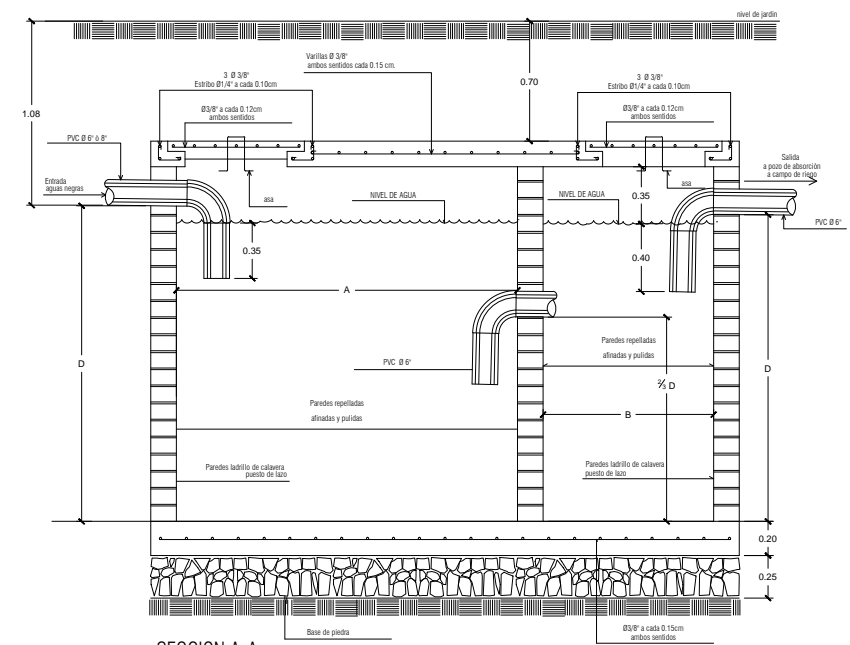 nivel de jardin
3 Ø 3/8"
Estribo Ø1/4" a cada 0.10cm
Varillas Ø 3/8"
ambos sentidos cada 0.15 cm.
0.70
3 Ø 3/8"
Estribo Ø1/4" a cada 0.10cm
1.08
Ø3/8" a cada 0.12cm
ambos sentidos
Ø3/8" a cada 0.12cm
ambos sentidos
PVC Ø 6" ò 8"
Entrada
aguas negras
asa
NIVEL DE AGUA
NIVEL DE AGUA
0.35
asa
Salida
a pozo de absorciòn
a campo de riego
PVC Ø 6"
0.35
0.40
A
D
PVC Ø 6"
Paredes repelladas
afinadas y pulidas
⅔ D
D
Paredes repelladas
afinadas y pulidas
B
Paredes ladrillo de calavera
puesto de lazo
Paredes ladrillo de calavera
puesto de lazo
0.20
0.25
Base de piedra
Ø3/8" a cada 0.15cm
ambos sentidos
SECCION A-A